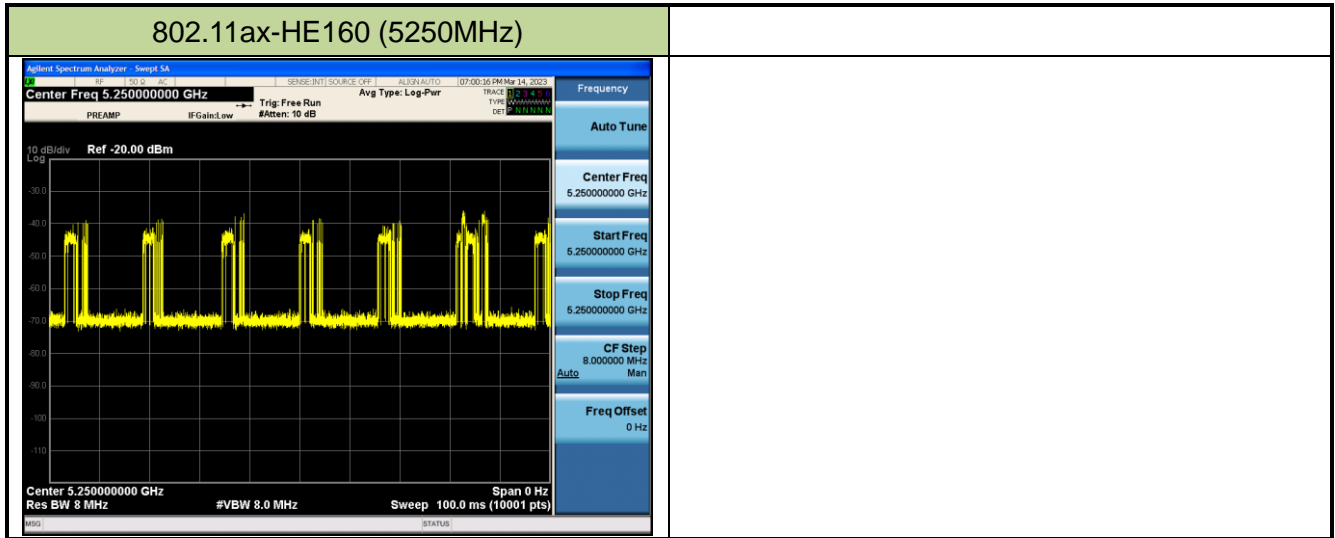 802.11ax-HE160 (5250MHz)
Agilent Spectrum Analyzer - Swept SA
RF 50 Ω AC SENSE:INT SOURCE OFF ALIGN AUTO 07:00:16 PM Mar 14, 2023
Center Freq 5.250000000 GHz
PREAMP IFGain:Low
Trig: Free Run
#Atten: 10 dB
Avg Type: Log-Pwr
TRACE 1 2 3 4 5 6
TYPE
DET P N N N N N
Frequency
Auto Tune
10 dB/div Ref -20.00 dBm
Log
-30.0
-40.0
-50.0
-60.0
-70.0
-80.0
-90.0
-100
-110
Center Freq
5.250000000 GHz
Start Freq
5.250000000 GHz
Stop Freq
5.250000000 GHz
CF Step
8.000000 MHz
Auto Man
Freq Offset
0 Hz
Center 5.250000000 GHz Span 0 Hz
Res BW 8 MHz #VBW 8.0 MHz Sweep 100.0 ms (10001 pts)
MSG STATUS